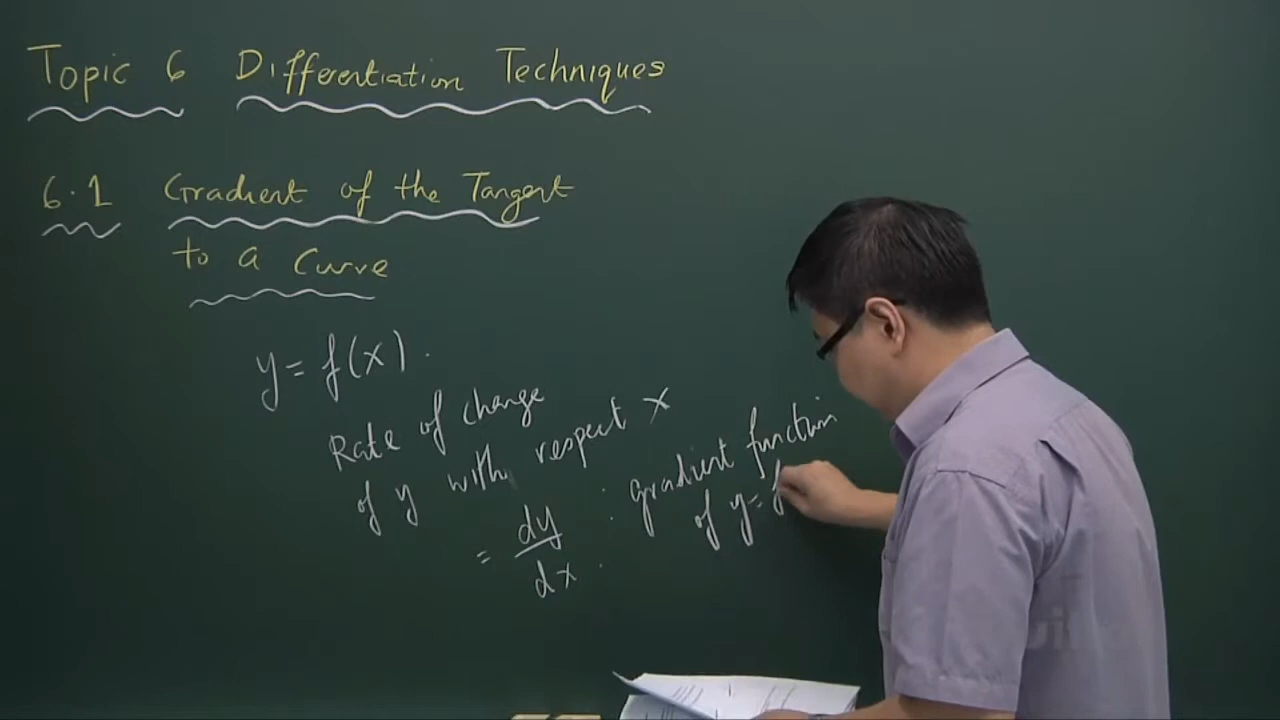 Topic 6 Differentiation Techniques
6.1 Gradient of the Tangent
to a Curve
y = f(x).
Rate of change
of y with respect x
= dy/dx : gradient function
of y = f